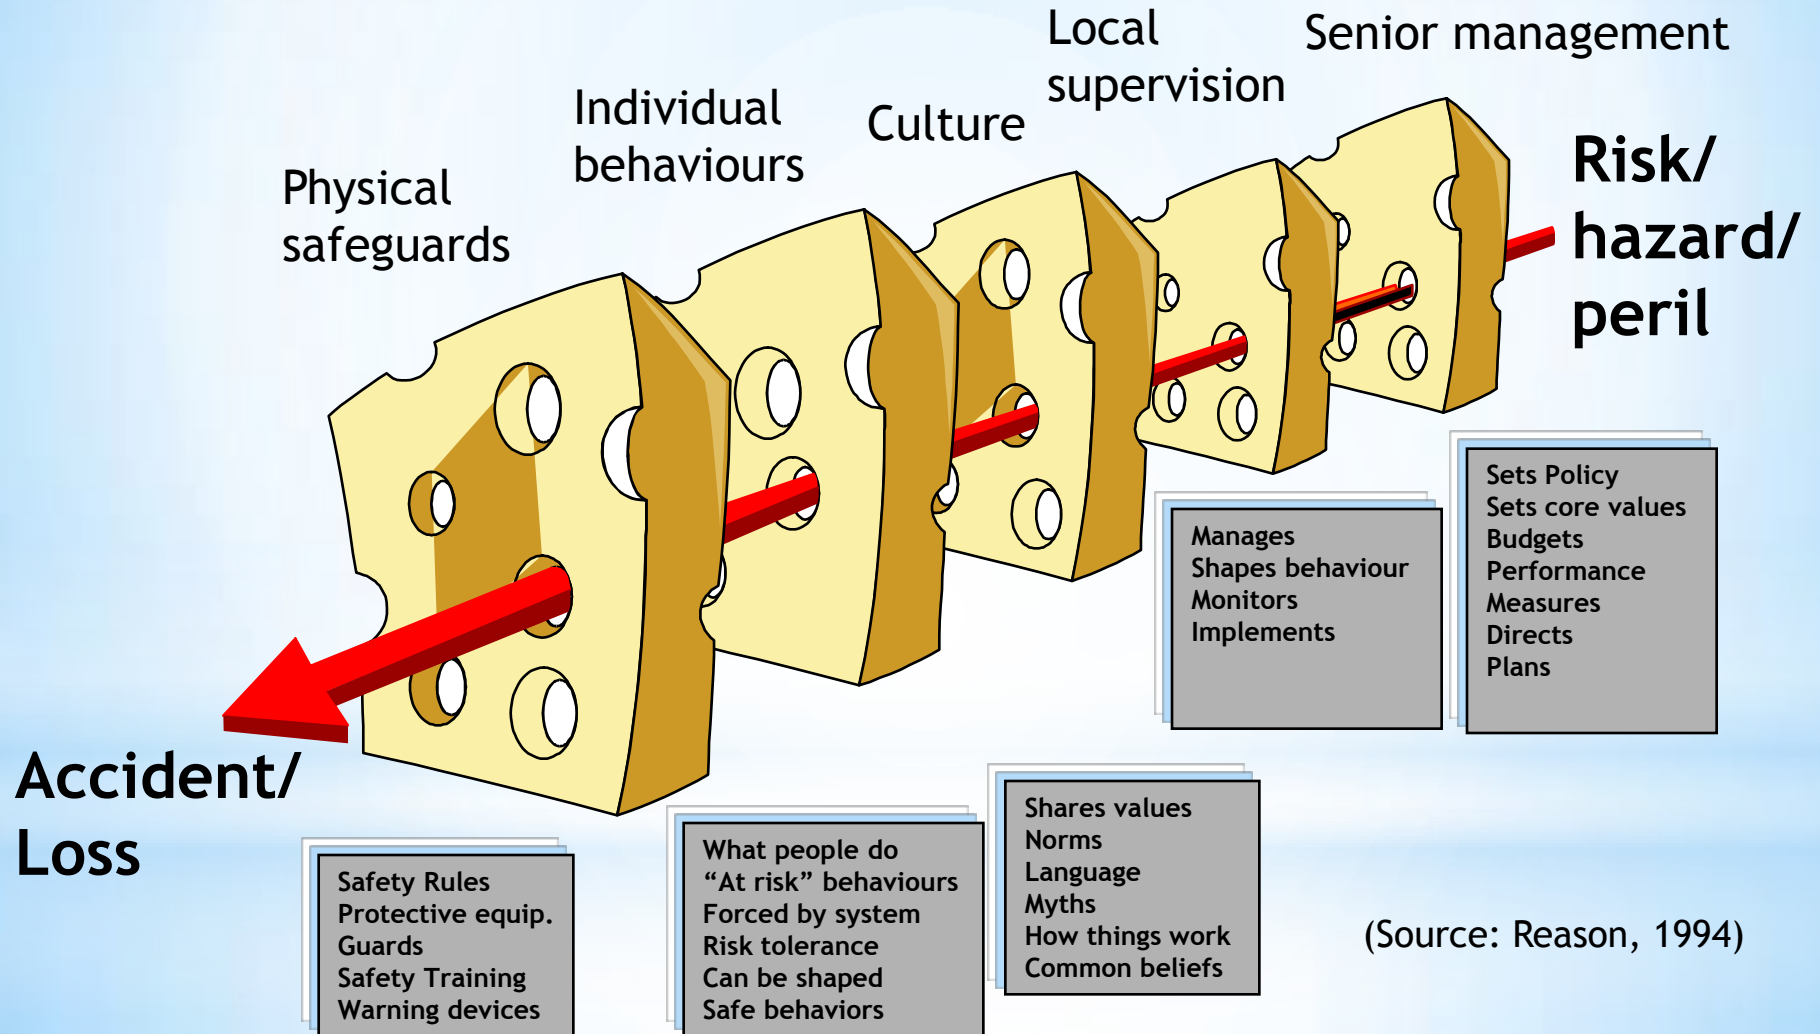 Local
supervision
Senior management
Individual
behaviours
Culture
Physical
safeguards
Risk/
hazard/
peril
Sets Policy
Sets core values
Budgets
Performance
Measures
Directs
Plans
Manages
Shapes behaviour
Monitors
Implements
Accident/
Loss
Shares values
Norms
Language
Myths
How things work
Common beliefs
What people do
“At risk” behaviours
Forced by system
Risk tolerance
Can be shaped
Safe behaviors
Safety Rules
Protective equip.
Guards
Safety Training
Warning devices
(Source: Reason, 1994)